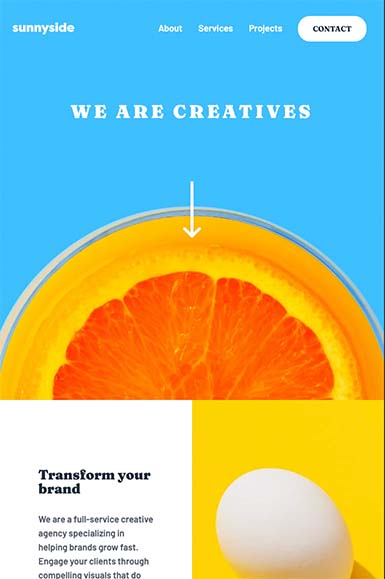 sunnyside
About Services Projects CONTACT
WE ARE CREATIVES
Transform your
brand
We are a full-service creative
agency specializing in
helping brands grow fast.
Engage your clients through
compelling visuals that do